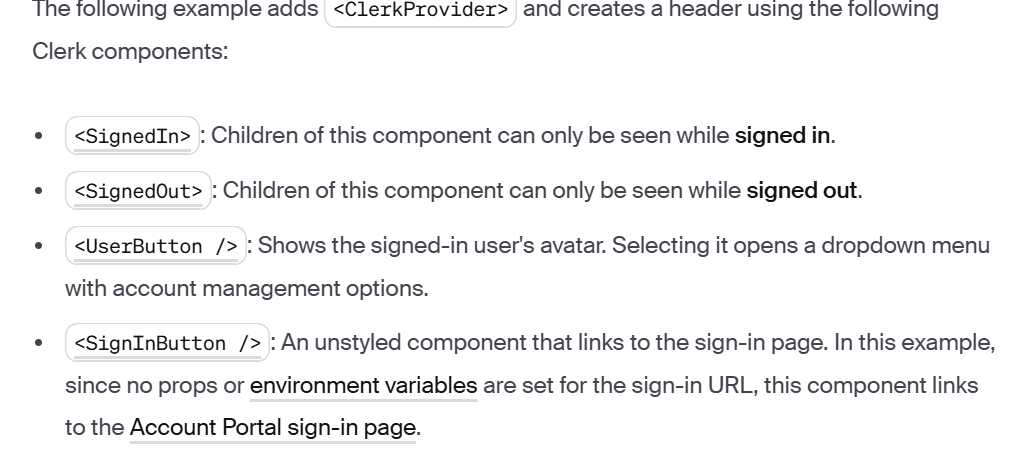 The following example adds <ClerkProvider> and creates a header using the following
Clerk components:
• <SignedIn>: Children of this component can only be seen while signed in.
• <SignedOut>: Children of this component can only be seen while signed out.
• <UserButton />: Shows the signed-in user's avatar. Selecting it opens a dropdown menu
with account management options.
• <SignInButton />: An unstyled component that links to the sign-in page. In this example,
since no props or environment variables are set for the sign-in URL, this component links
to the Account Portal sign-in page.